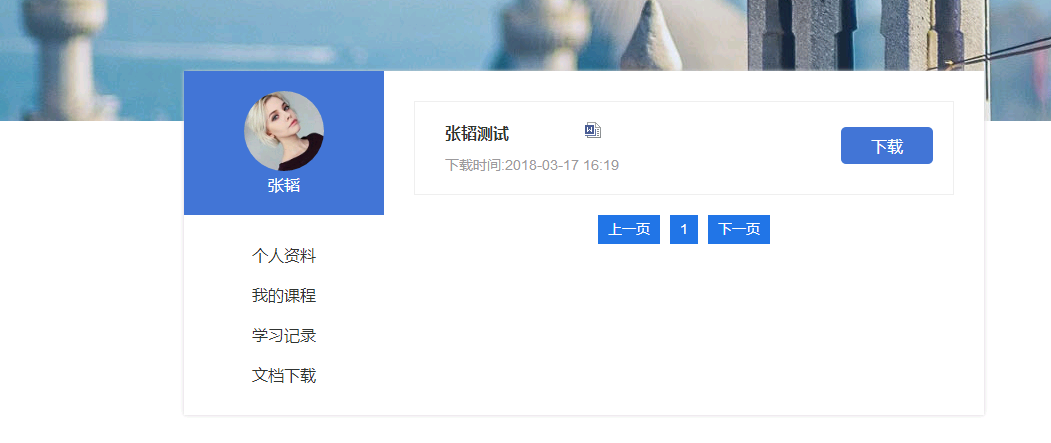 张韬
个人资料
我的课程
学习记录
文档下载
张韬测试
下载时间:2018-03-17 16:19
下载
上一页 1 下一页